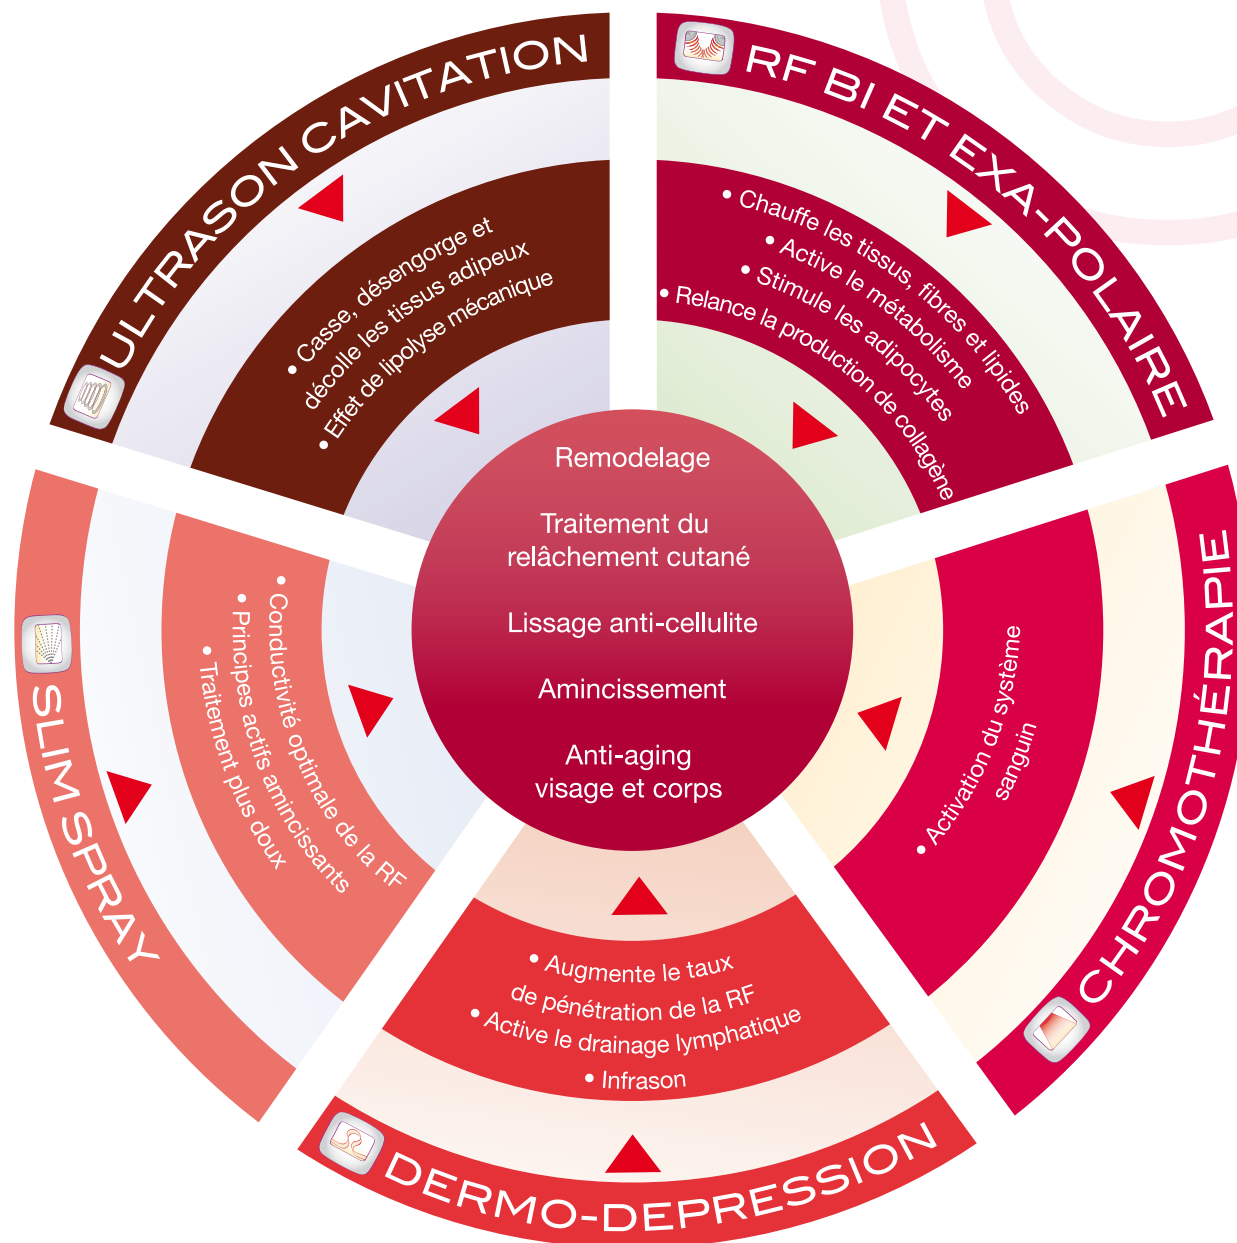 ULTRASON CAVITATION
• Casse, désengorge et
décolle les tissus adipeux
• Effet de lipolyse mécanique
RF BI ET EXA-POLAIRE
• Chauffe les tissus, fibres et lipides
• Active le métabolisme
• Stimule les adipocytes
• Relance la production de collagène
CHROMOTHÉRAPIE
• Activation du système
sanguin
DERMO-DEPRESSION
• Augmente le taux
de pénétration de la RF
• Active le drainage lymphatique
• Infrason
SLIM SPRAY
• Conductivité optimale de la RF
• Principes actifs amincissants
• Traitement plus doux
Remodelage
Traitement du
relâchement cutané
Lissage anti-cellulite
Amincissement
Anti-aging
visage et corps